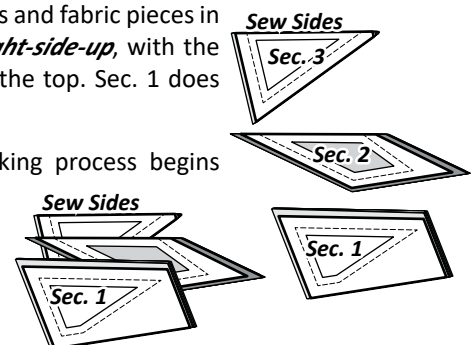 s and fabric pieces in
ght-side-up, with the
the top. Sec. 1 does
king process begins
Sew Sides
Sec. 3
Sec. 2
Sec. 1
Sew Sides
Sec. 1